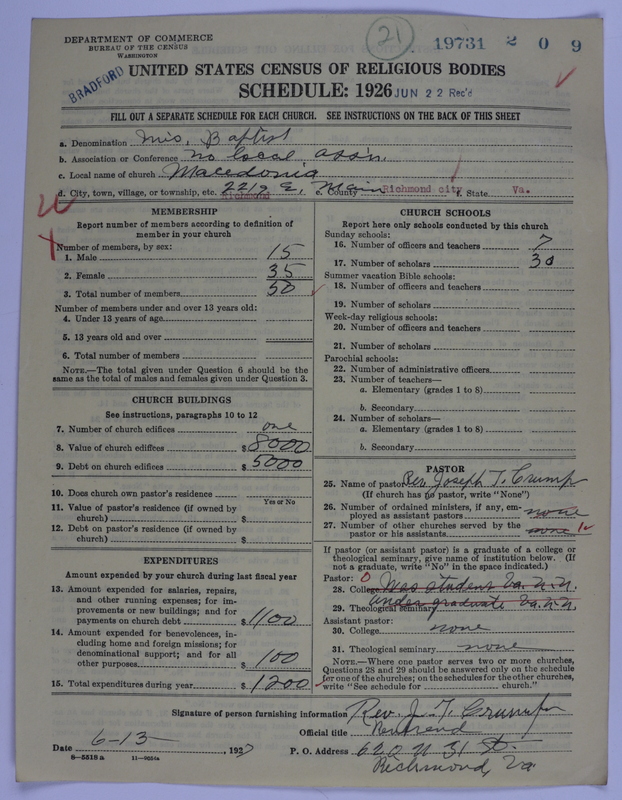 DEPARTMENT OF COMMERCE
BUREAU OF THE CENSUS
WASHINGTON
21
19731 2 0 9
BRADFORD
UNITED STATES CENSUS OF RELIGIOUS BODIES
SCHEDULE: 1926
JUN 22 Rec'd
FILL OUT A SEPARATE SCHEDULE FOR EACH CHURCH. SEE INSTRUCTIONS ON THE BACK OF THIS SHEET
a. Denomination Mis. Baptist
b. Association or Conference No local ass'n.
c. Local name of church Macedonia
d. City, town, village, or township, etc. 2219 E. Main Richmond e. County Richmond city f. State Va.
MEMBERSHIP
Report number of members according to definition of
member in your church
Number of members, by sex:
1. Male 15
2. Female 35
3. Total number of members 50
Number of members under and over 13 years old:
4. Under 13 years of age
5. 13 years old and over
6. Total number of members
NOTE.—The total given under Question 6 should be the
same as the total of males and females given under Question 3.
CHURCH BUILDINGS
See instructions, paragraphs 10 to 12
7. Number of church edifices one
8. Value of church edifices $8000
9. Debt on church edifices $5000
10. Does church own pastor's residence
Yes or No
11. Value of pastor's residence (if owned by
church) $
12. Debt on pastor's residence (if owned by
church) $
EXPENDITURES
Amount expended by your church during last fiscal year
13. Amount expended for salaries, repairs,
and other running expenses; for im-
provements or new buildings; and for
payments on church debt $1100
14. Amount expended for benevolences, in-
cluding home and foreign missions; for
denominational support; and for all
other purposes $100
15. Total expenditures during year $1200
CHURCH SCHOOLS
Report here only schools conducted by this church
Sunday schools:
16. Number of officers and teachers 7
17. Number of scholars 30
Summer vacation Bible schools:
18. Number of officers and teachers
19. Number of scholars
Week-day religious schools:
20. Number of officers and teachers
21. Number of scholars
Parochial schools:
22. Number of administrative officers
23. Number of teachers—
a. Elementary (grades 1 to 8)
b. Secondary
24. Number of scholars—
a. Elementary (grades 1 to 8)
b. Secondary
PASTOR
25. Name of pastor Rev. Joseph T. Crump
(If church has no pastor, write "None")
26. Number of ordained ministers, if any, em-
ployed as assistant pastors none
27. Number of other churches served by the
pastor or his assistants none
If pastor (or assistant pastor) is a graduate of a college or
theological seminary, give name of institution below. (If
not a graduate, write "No" in the space indicated.)
Pastor: 0
28. College Was student Va. U. U.
29. Theological seminary under graduate Va. U. U.
Assistant pastor:
30. College none
31. Theological seminary none
NOTE.—Where one pastor serves two or more churches,
Questions 28 and 29 should be answered only on the schedule
for one of the churches; on the schedules for the other churches,
write "See schedule for church."
Signature of person furnishing information Rev. J. T. Crump
Official title Reverend
Date 6-13, 1927 P. O. Address 620 N 31 St.
8-5518a 11-9054a
Richmond, Va